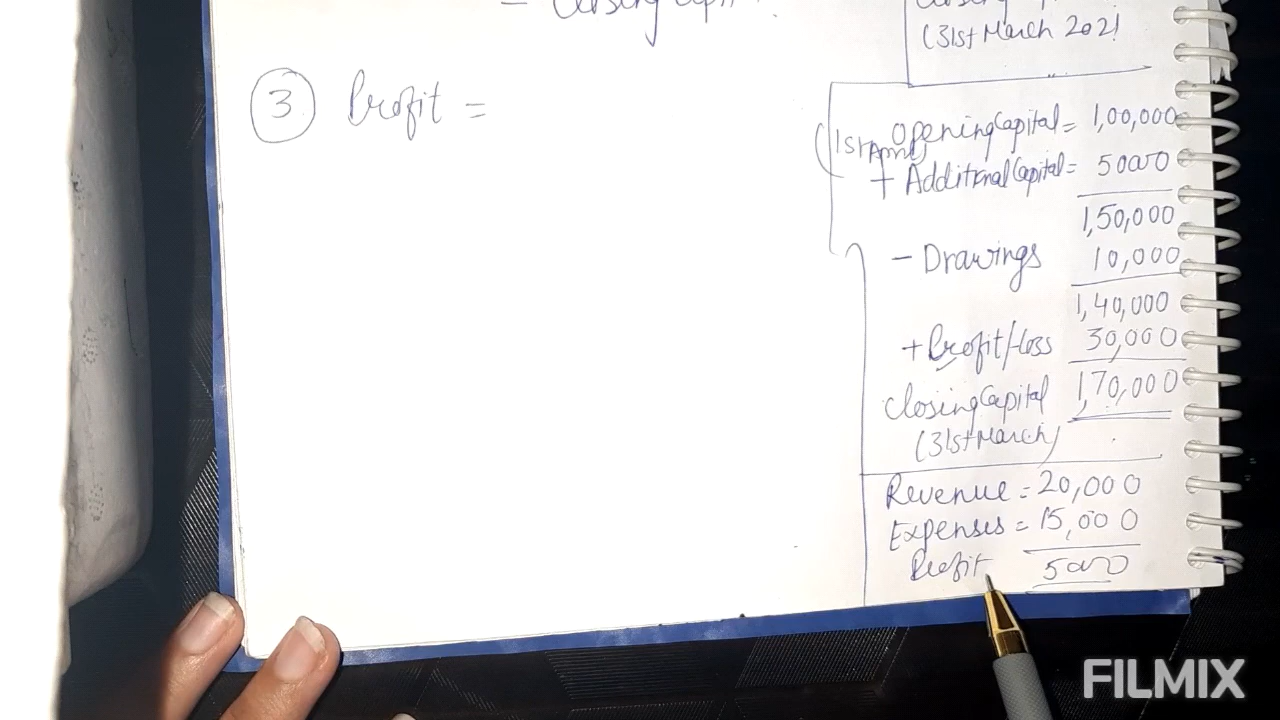 = Closing Capital
(31st March 2021
3 Profit =
Opening Capital = 1,00,000
(1st April)
+ Additional Capital = 50000
1,50,000
- Drawings 10,000
1,40,000
+ Profit/-Loss 30,000
Closing Capital 1,70,000
(31st March)
Revenue = 20,000
Expenses = 15,000
Profit 5000
FILMIX